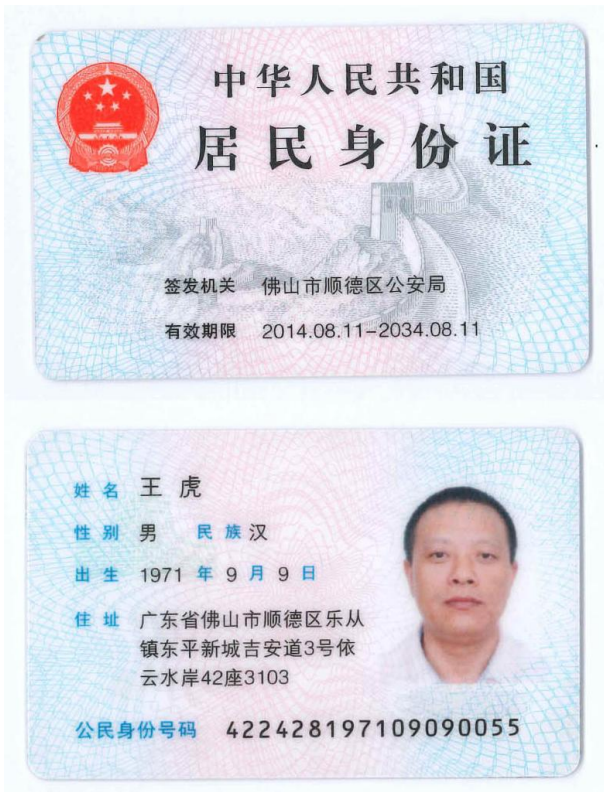 中华人民共和国
居民身份证
签发机关 佛山市顺德区公安局
有效期限 2014.08.11-2034.08.11
姓名 王虎
性别 男 民族 汉
出生 1971 年 9 月 9 日
住址 广东省佛山市顺德区乐从
镇东平新城吉安道3号依
云水岸42座3103
公民身份号码 422428197109090055